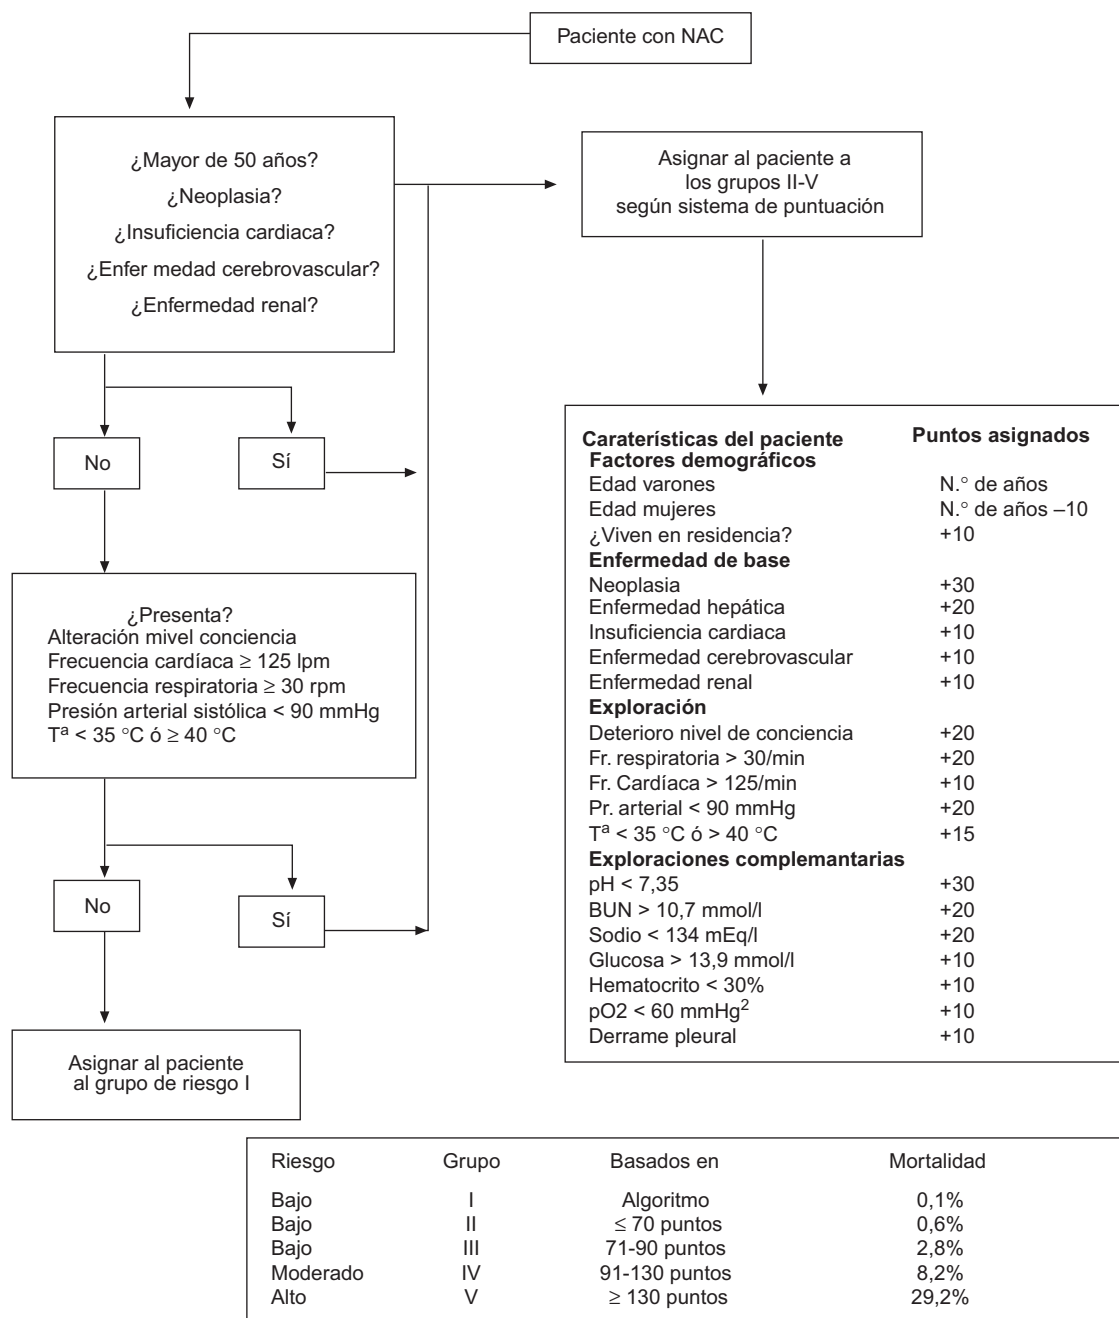 Paciente con NAC
¿Mayor de 50 años?
¿Neoplasia?
¿Insuficiencia cardiaca?
¿Enfer medad cerebrovascular?
¿Enfermedad renal?
Asignar al paciente a
los grupos II-V
según sistema de puntuación
No
Sí
¿Presenta?
Alteración mivel conciencia
Frecuencia cardíaca ≥ 125 lpm
Frecuencia respiratoria ≥ 30 rpm
Presión arterial sistólica < 90 mmHg
Tª < 35 °C ó ≥ 40 °C
No
Sí
Asignar al paciente
al grupo de riesgo I
Caraterísticas del paciente Puntos asignados
Factores demográficos
Edad varones N.° de años
Edad mujeres N.° de años –10
¿Viven en residencia? +10
Enfermedad de base
Neoplasia +30
Enfermedad hepática +20
Insuficiencia cardiaca +10
Enfermedad cerebrovascular +10
Enfermedad renal +10
Exploración
Deterioro nivel de conciencia +20
Fr. respiratoria > 30/min +20
Fr. Cardíaca > 125/min +10
Pr. arterial < 90 mmHg +20
Tª < 35 °C ó > 40 °C +15
Exploraciones complemantarias
pH < 7,35 +30
BUN > 10,7 mmol/l +20
Sodio < 134 mEq/l +20
Glucosa > 13,9 mmol/l +10
Hematocrito < 30% +10
pO2 < 60 mmHg² +10
Derrame pleural +10
Riesgo Grupo Basados en Mortalidad
Bajo I Algoritmo 0,1%
Bajo II ≤ 70 puntos 0,6%
Bajo III 71-90 puntos 2,8%
Moderado IV 91-130 puntos 8,2%
Alto V ≥ 130 puntos 29,2%